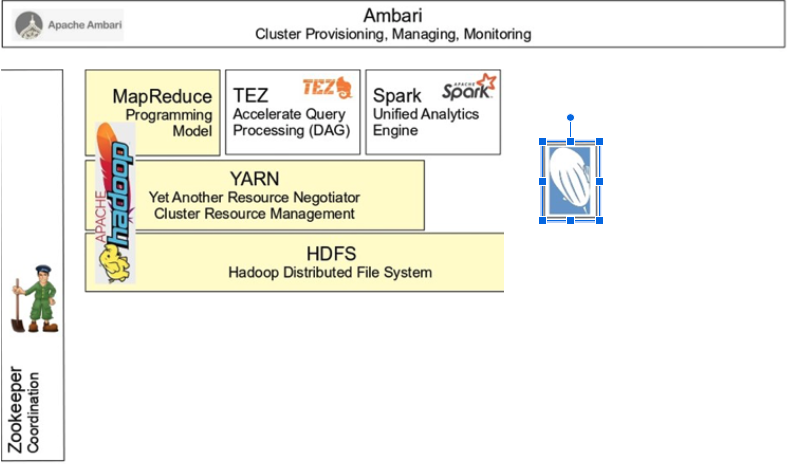 Apache Ambari
Ambari
Cluster Provisioning, Managing, Monitoring
MapReduce
Programming
Model
TEZ
TEZ
Accelerate Query
Processing (DAG)
APACHE
Spark
Spark
Unified Analytics
Engine
APACHE
hadoop
YARN
Yet Another Resource Negotiator
Cluster Resource Management
HDFS
Hadoop Distributed File System
Zookeeper
Coordination